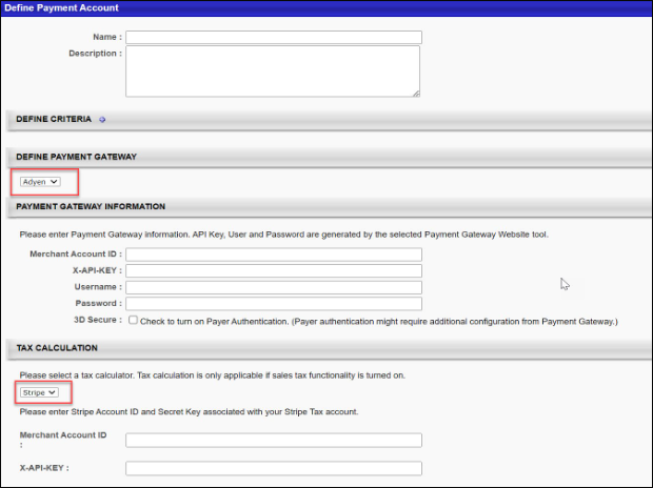 Define Payment Account
Name :
Description :
DEFINE CRITERIA
DEFINE PAYMENT GATEWAY
Adyen
PAYMENT GATEWAY INFORMATION
Please enter Payment Gateway information. API Key, User and Password are generated by the selected Payment Gateway Website tool.
Merchant Account ID :
X-API-KEY :
Username :
Password :
3D Secure : Check to turn on Payer Authentication. (Payer authentication might require additional configuration from Payment Gateway.)
TAX CALCULATION
Please select a tax calculator. Tax calculation is only applicable if sales tax functionality is turned on.
Stripe
Please enter Stripe Account ID and Secret Key associated with your Stripe Tax account.
Merchant Account ID
:
X-API-KEY :